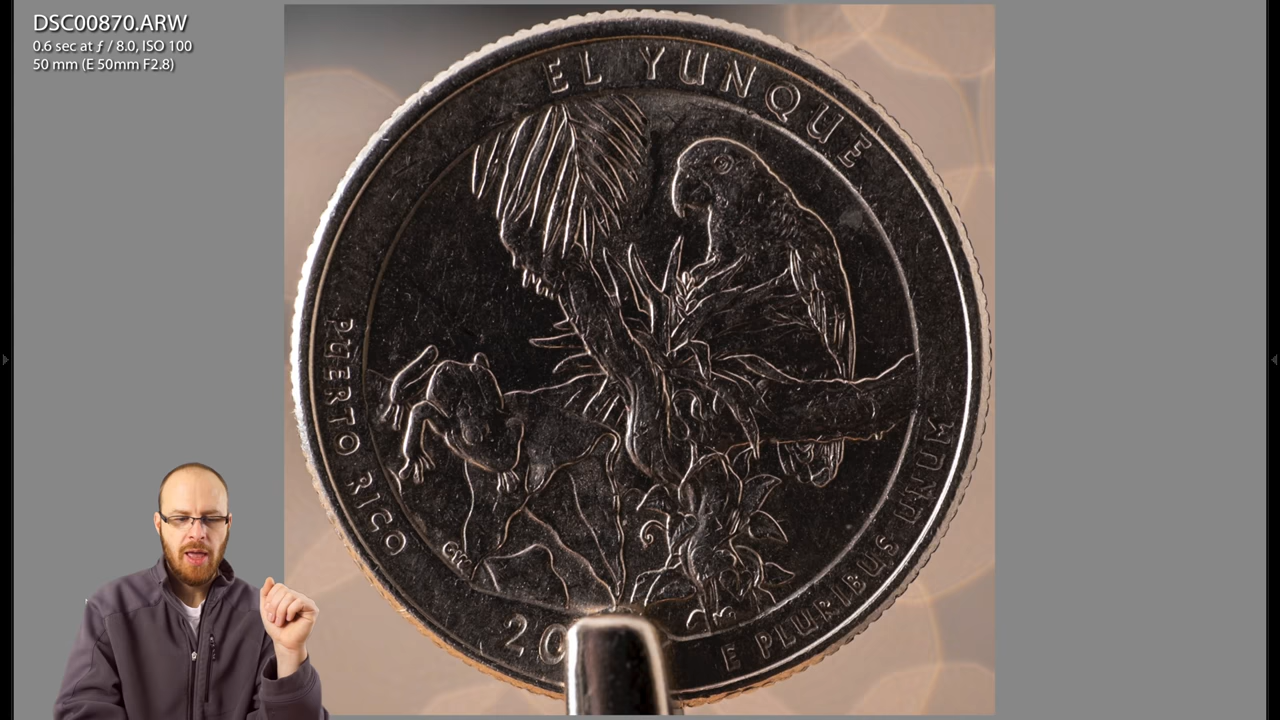 DSC00870.ARW
0.6 sec at ƒ / 8.0, ISO 100
50 mm (E 50mm F2.8)
EL YUNQUE
PUERTO RICO
20
E PLURIBUS UNUM